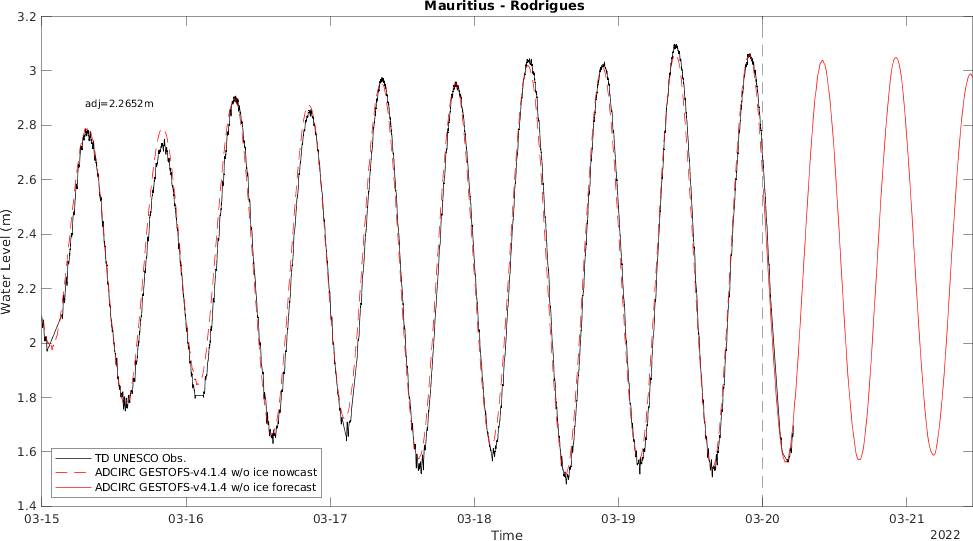 Mauritius - Rodrigues
3.2
3
2.8
2.6
2.4
2.2
2
1.8
1.6
1.4
Water Level (m)
adj=2.2652m
TD UNESCO Obs.
ADCIRC GESTOFS-v4.1.4 w/o ice nowcast
ADCIRC GESTOFS-v4.1.4 w/o ice forecast
03-15 03-16 03-17 03-18 03-19 03-20 03-21
Time
2022